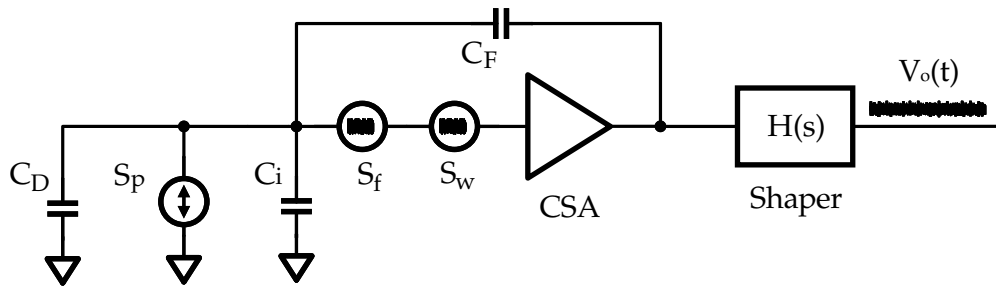 C_F
V_o(t)
H(s)
C_D
S_p
C_i
S_f
S_w
CSA
Shaper